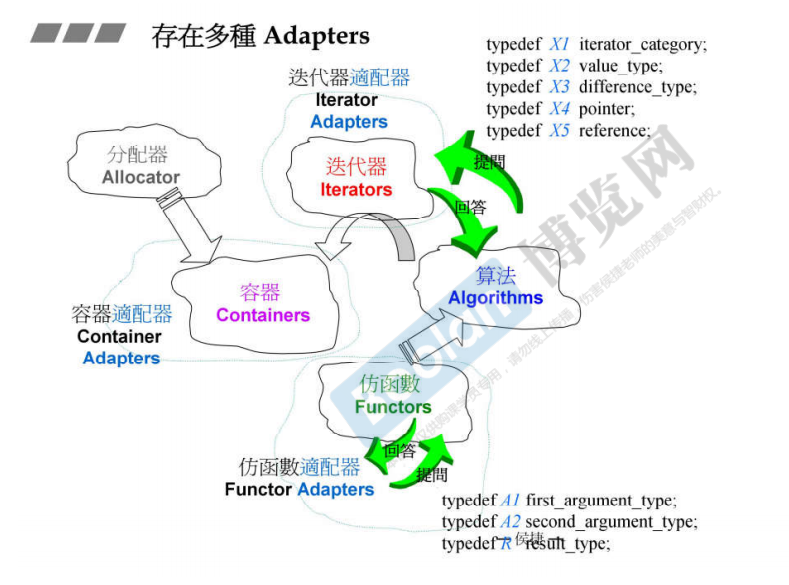 存在多種 Adapters
typedef X1 iterator_category;
typedef X2 value_type;
typedef X3 difference_type;
typedef X4 pointer;
typedef X5 reference;
迭代器適配器
Iterator
Adapters
分配器
Allocator
迭代器
Iterators
提問
回答
博览网
容器
Containers
算法
Algorithms
容器適配器
Container
Adapters
boolan
仿函數
Functors
回答
提問
仿函數適配器
Functor Adapters
typedef A1 first_argument_type;
typedef A2 second_argument_type;
typedef R result_type;
侯捷